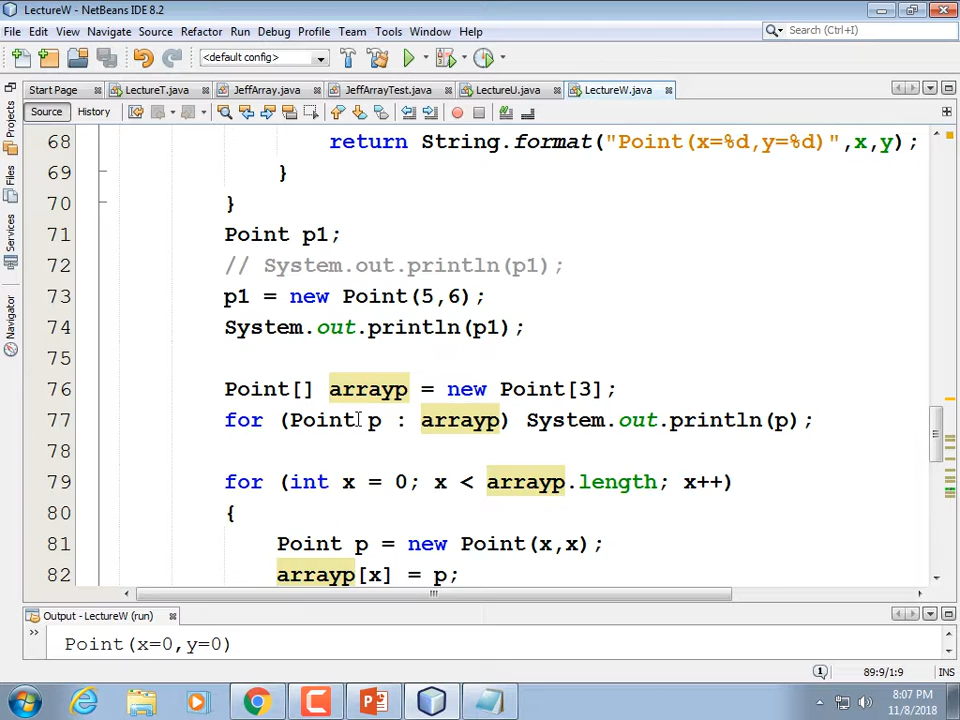 LectureW - NetBeans IDE 8.2
File Edit View Navigate Source Refactor Run Debug Profile Team Tools Window Help
Search (Ctrl+I)
<default config>
Start Page LectureT.java JeffArray.java JeffArrayTest.java LectureU.java LectureW.java
Source History
Projects
Files
Services
Navigator
68 return String.format("Point(x=%d,y=%d)",x,y);
69 }
70 }
71 Point p1;
72 // System.out.println(p1);
73 p1 = new Point(5,6);
74 System.out.println(p1);
75
76 Point[] arrayp = new Point[3];
77 for (Point p : arrayp) System.out.println(p);
78
79 for (int x = 0; x < arrayp.length; x++)
80 {
81 Point p = new Point(x,x);
82 arrayp[x] = p;
Output - LectureW (run)
Point(x=0,y=0)
1 89:9/1:9 INS
8:07 PM
11/8/2018